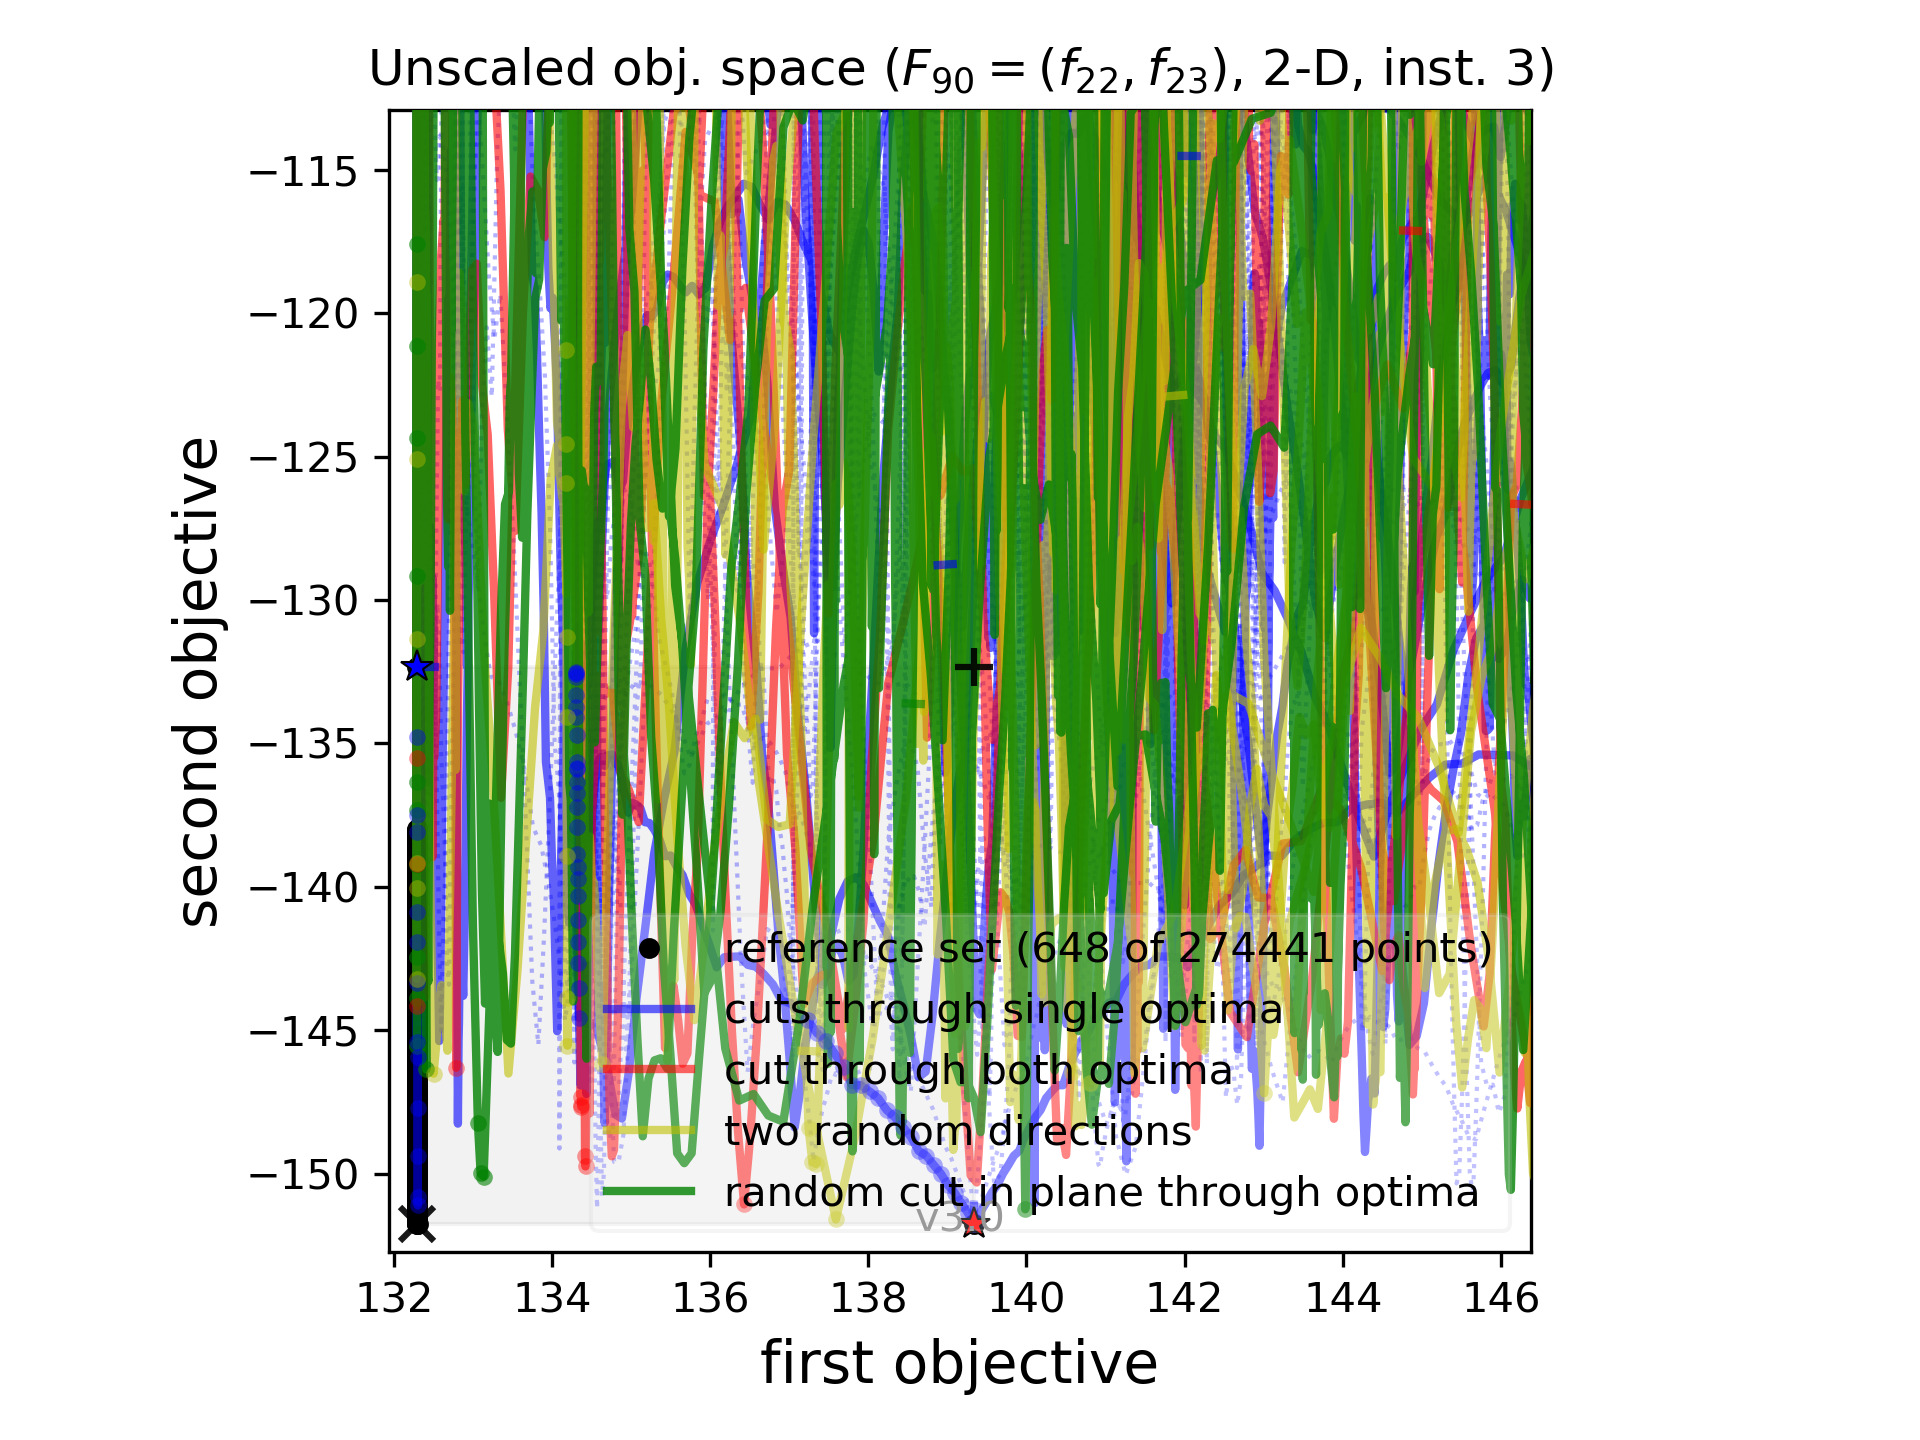 Unscaled obj. space (F₉₀ = (f₂₂, f₂₃), 2-D, inst. 3)
second objective
−115
−120
−125
−130
−135
−140
−145
−150
reference set (648 of 274441 points)
cuts through single optima
cut through both optima
two random directions
random cut in plane through optima
v3.0
132 134 136 138 140 142 144 146
first objective